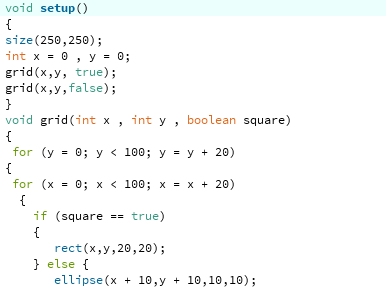 void setup()
{
size(250,250);
int x = 0 , y = 0;
grid(x,y, true);
grid(x,y,false);
}
void grid(int x , int y , boolean square)
{
for (y = 0; y < 100; y = y + 20)
{
for (x = 0; x < 100; x = x + 20)
{
if (square == true)
{
rect(x,y,20,20);
} else {
ellipse(x + 10,y + 10,10,10);